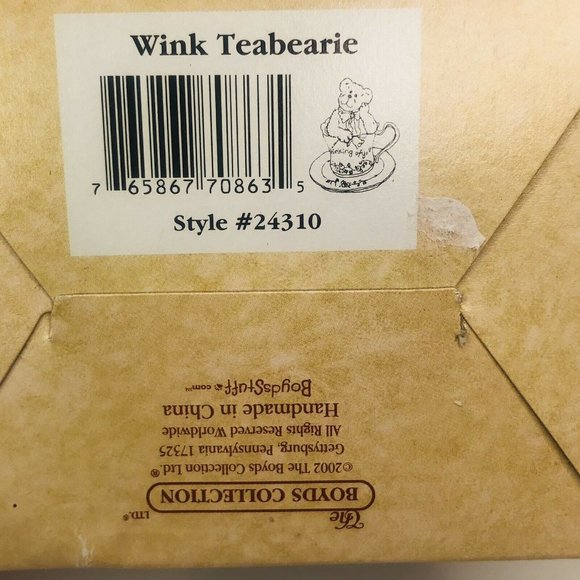 Wink Teabearie
7 65867 70863 5
Style #24310
The
BOYDS COLLECTION
LTD.®
©2002 The Boyds Collection Ltd.®
Gettysburg, Pennsylvania 17325
All Rights Reserved Worldwide
Handmade in China
BoydsStuff.com™